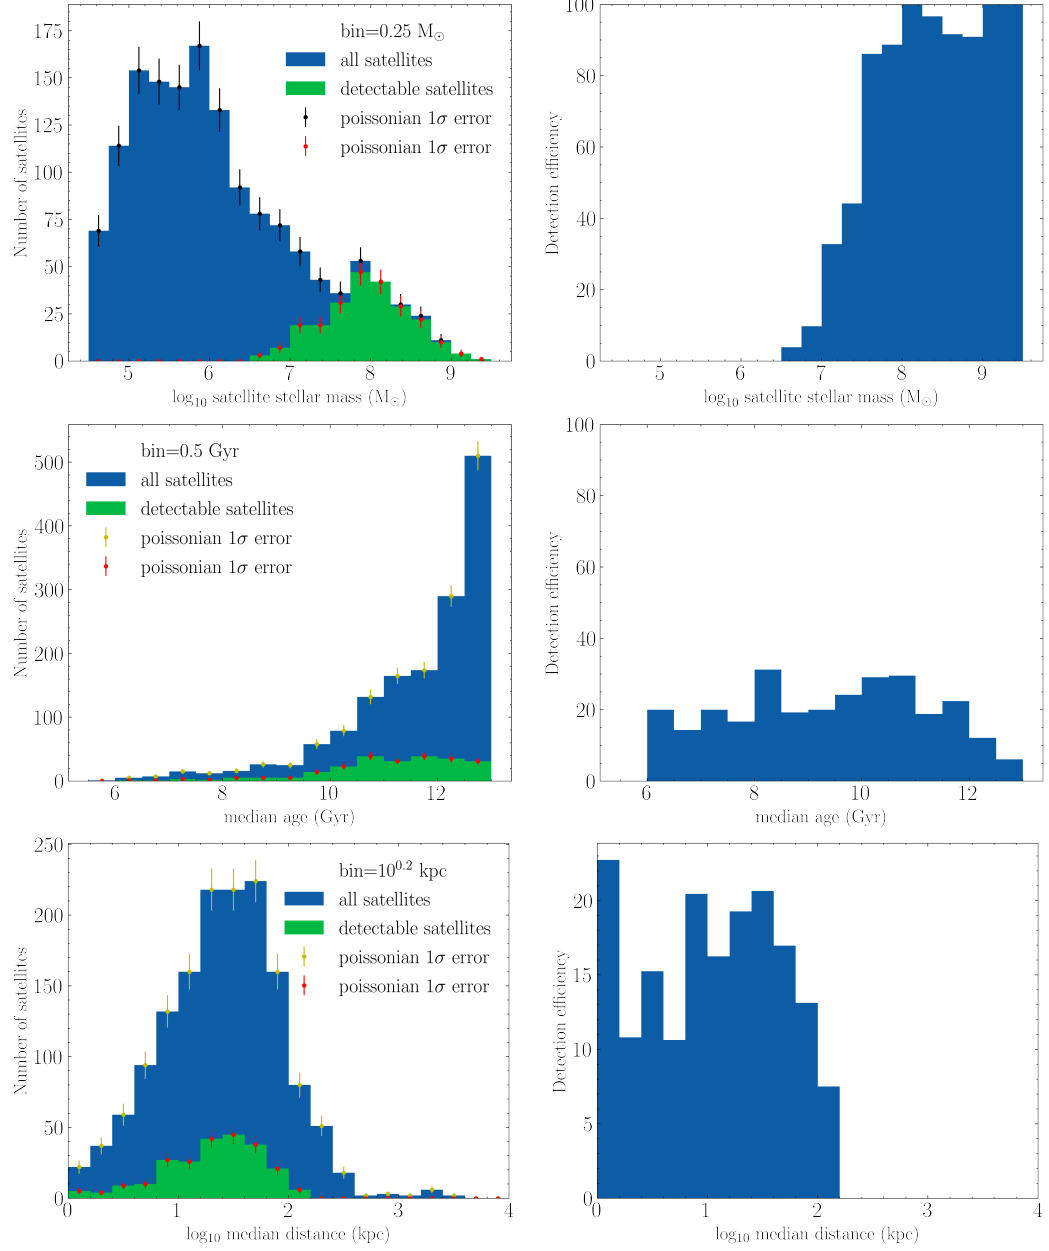 175
150
125
100
75
50
25
0
Number of satellites
bin=0.25 M⊙
all satellites
detectable satellites
poissonian 1σ error
poissonian 1σ error
5 6 7 8 9
log₁₀ satellite stellar mass (M⊙)
100
80
60
40
20
0
Detection efficiency
5 6 7 8 9
log₁₀ satellite stellar mass (M⊙)
500
400
300
200
100
0
Number of satellites
bin=0.5 Gyr
all satellites
detectable satellites
poissonian 1σ error
poissonian 1σ error
6 8 10 12
median age (Gyr)
100
80
60
40
20
0
Detection efficiency
6 8 10 12
median age (Gyr)
250
200
150
100
50
0
Number of satellites
bin=10⁰·² kpc
all satellites
detectable satellites
poissonian 1σ error
poissonian 1σ error
0 1 2 3 4
log₁₀ median distance (kpc)
20
15
10
5
0
Detection efficiency
0 1 2 3 4
log₁₀ median distance (kpc)